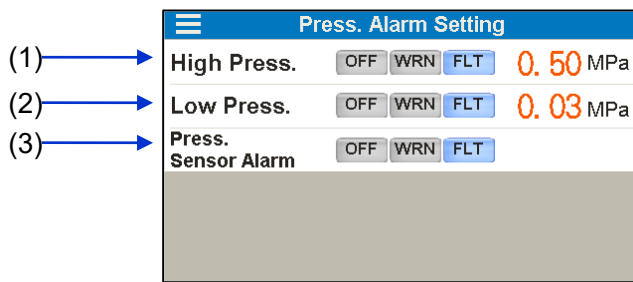 Press. Alarm Setting
(1) High Press. OFF WRN FLT 0.50 MPa
(2) Low Press. OFF WRN FLT 0.03 MPa
(3) Press.
Sensor Alarm OFF WRN FLT